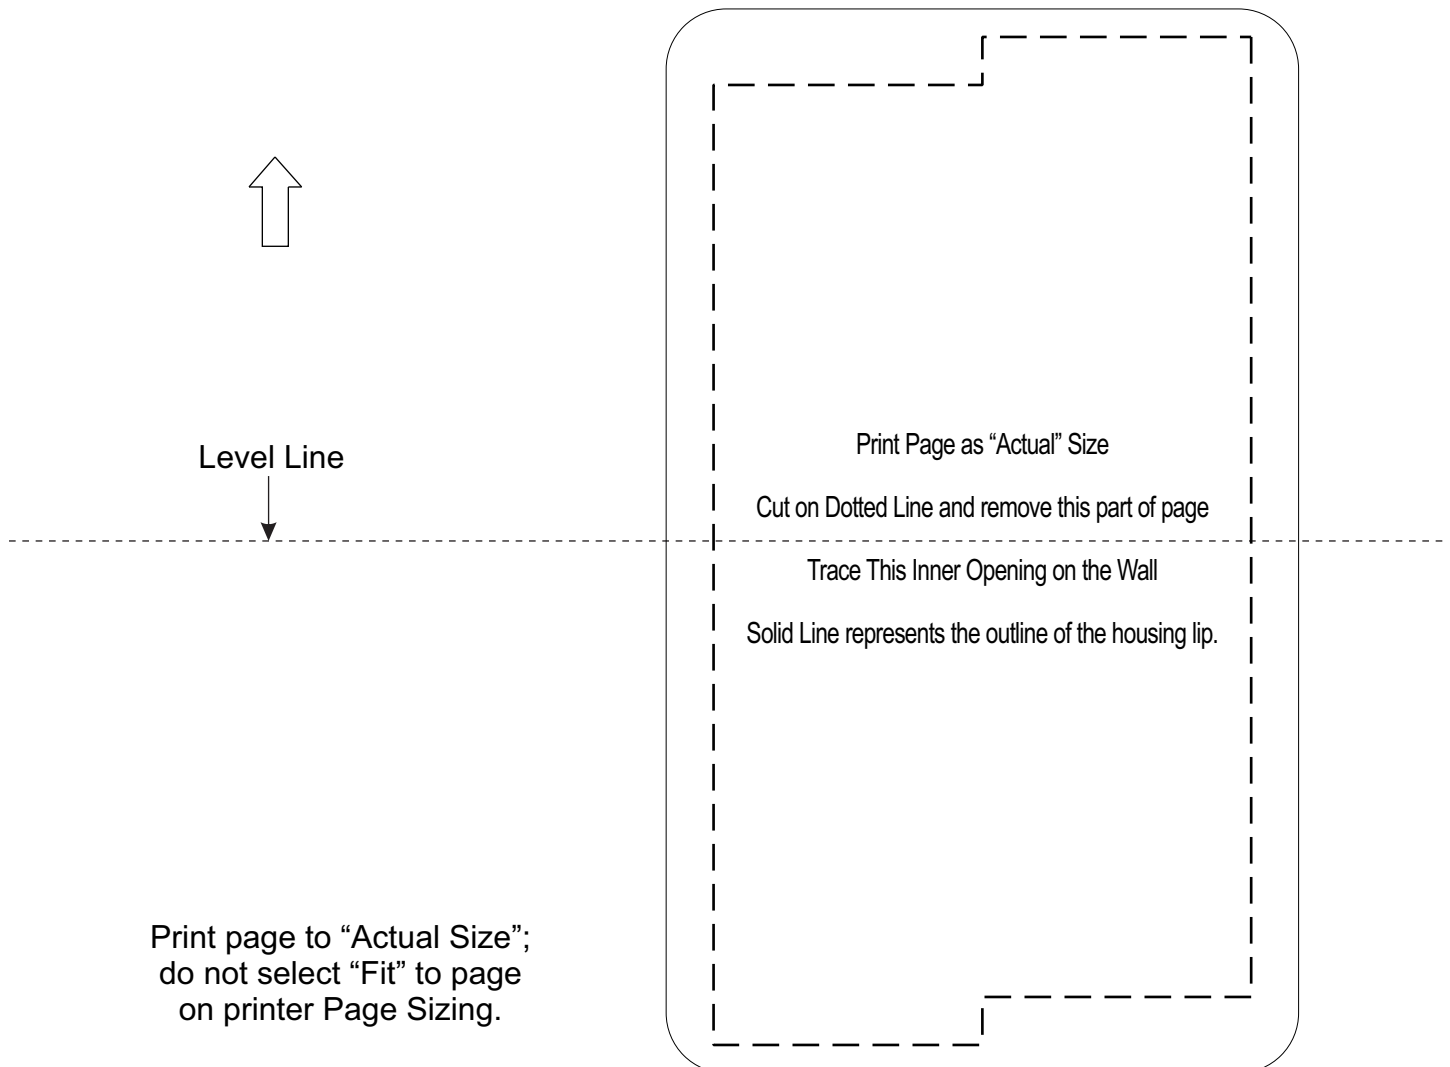 Level Line
Print Page as “Actual” Size
Cut on Dotted Line and remove this part of page
Trace This Inner Opening on the Wall
Solid Line represents the outline of the housing lip.
Print page to “Actual Size”;
do not select “Fit” to page
on printer Page Sizing.